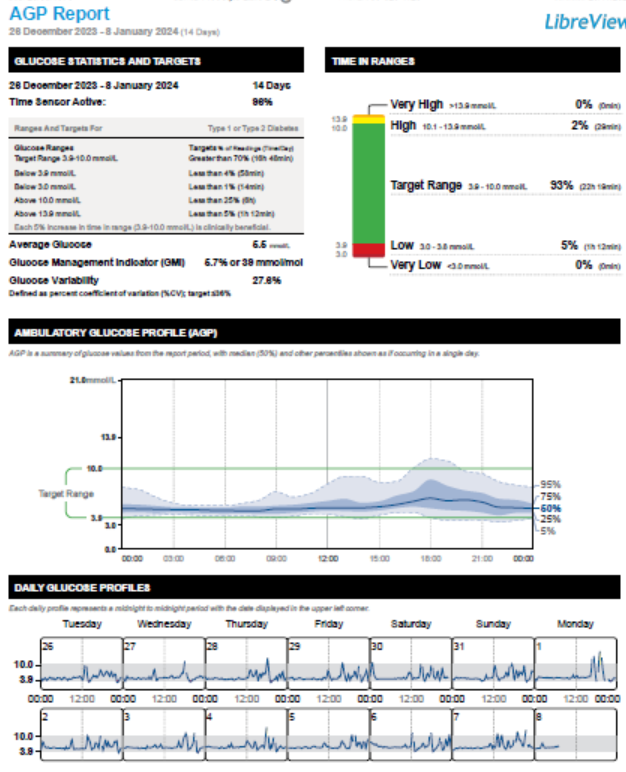 AGP Report
26 December 2023 - 8 January 2024 (14 Days)
LibreView
GLUCOSE STATISTICS AND TARGETS
26 December 2023 - 8 January 2024 14 Days
Time Sensor Active: 96%
Ranges And Targets For Type 1 or Type 2 Diabetes
Glucose Ranges Targets % of Readings (Time/Day)
Target Range 3.9-10.0 mmol/L Greater than 70% (16h 48min)
Below 3.9 mmol/L Less than 4% (58min)
Below 3.0 mmol/L Less than 1% (14min)
Above 10.0 mmol/L Less than 25% (6h)
Above 13.9 mmol/L Less than 5% (1h 12min)
Each 5% increase in time in range (3.9-10.0 mmol/L) is clinically beneficial.
Average Glucose 5.5 mmol/L
Glucose Management Indicator (GMI) 5.7% or 39 mmol/mol
Glucose Variability 27.6%
Defined as percent coefficient of variation (%CV); target ≤36%
TIME IN RANGES
13.9
10.0
3.9
3.0
Very High >13.9 mmol/L 0% (0min)
High 10.1 - 13.9 mmol/L 2% (29min)
Target Range 3.9 - 10.0 mmol/L 93% (22h 19min)
Low 3.0 - 3.8 mmol/L 5% (1h 12min)
Very Low <3.0 mmol/L 0% (0min)
AMBULATORY GLUCOSE PROFILE (AGP)
AGP is a summary of glucose values from the report period, with median (50%) and other percentiles shown as if occurring in a single day.
21.0 mmol/L
13.9
10.0
Target Range
3.9
3.0
0.0
95%
75%
50%
25%
5%
00:00 03:00 06:00 09:00 12:00 15:00 18:00 21:00 00:00
DAILY GLUCOSE PROFILES
Each daily profile represents a midnight to midnight period with the date displayed in the upper left corner.
Tuesday Wednesday Thursday Friday Saturday Sunday Monday
26 27 28 29 30 31 1
10.0
3.9
00:00 12:00 00:00 12:00 00:00 12:00 00:00 12:00 00:00 12:00 00:00 12:00 00:00 12:00 00:00
2 3 4 5 6 7 8
10.0
3.9